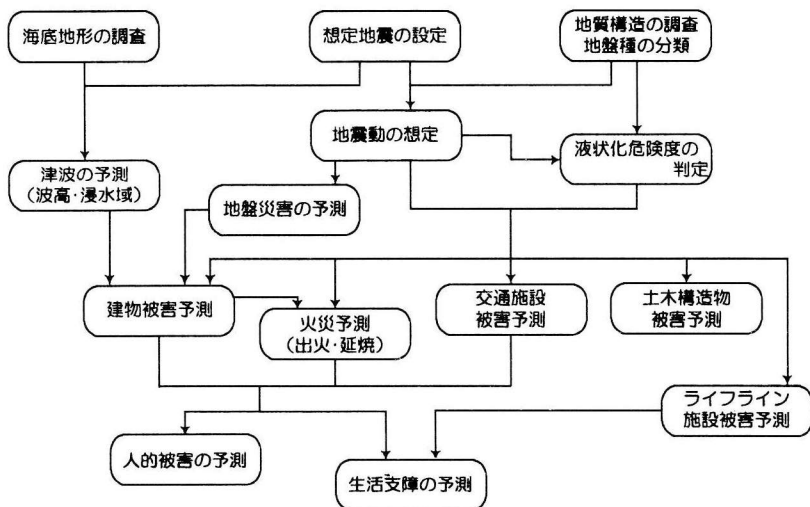 海底地形の調査
想定地震の設定
地質構造の調査
地盤種の分類
地震動の想定
液状化危険度の
判定
津波の予測
(波高・浸水域)
地盤災害の予測
建物被害予測
火災予測
(出火・延焼)
交通施設
被害予測
土木構造物
被害予測
ライフライン
施設被害予測
人的被害の予測
生活支障の予測